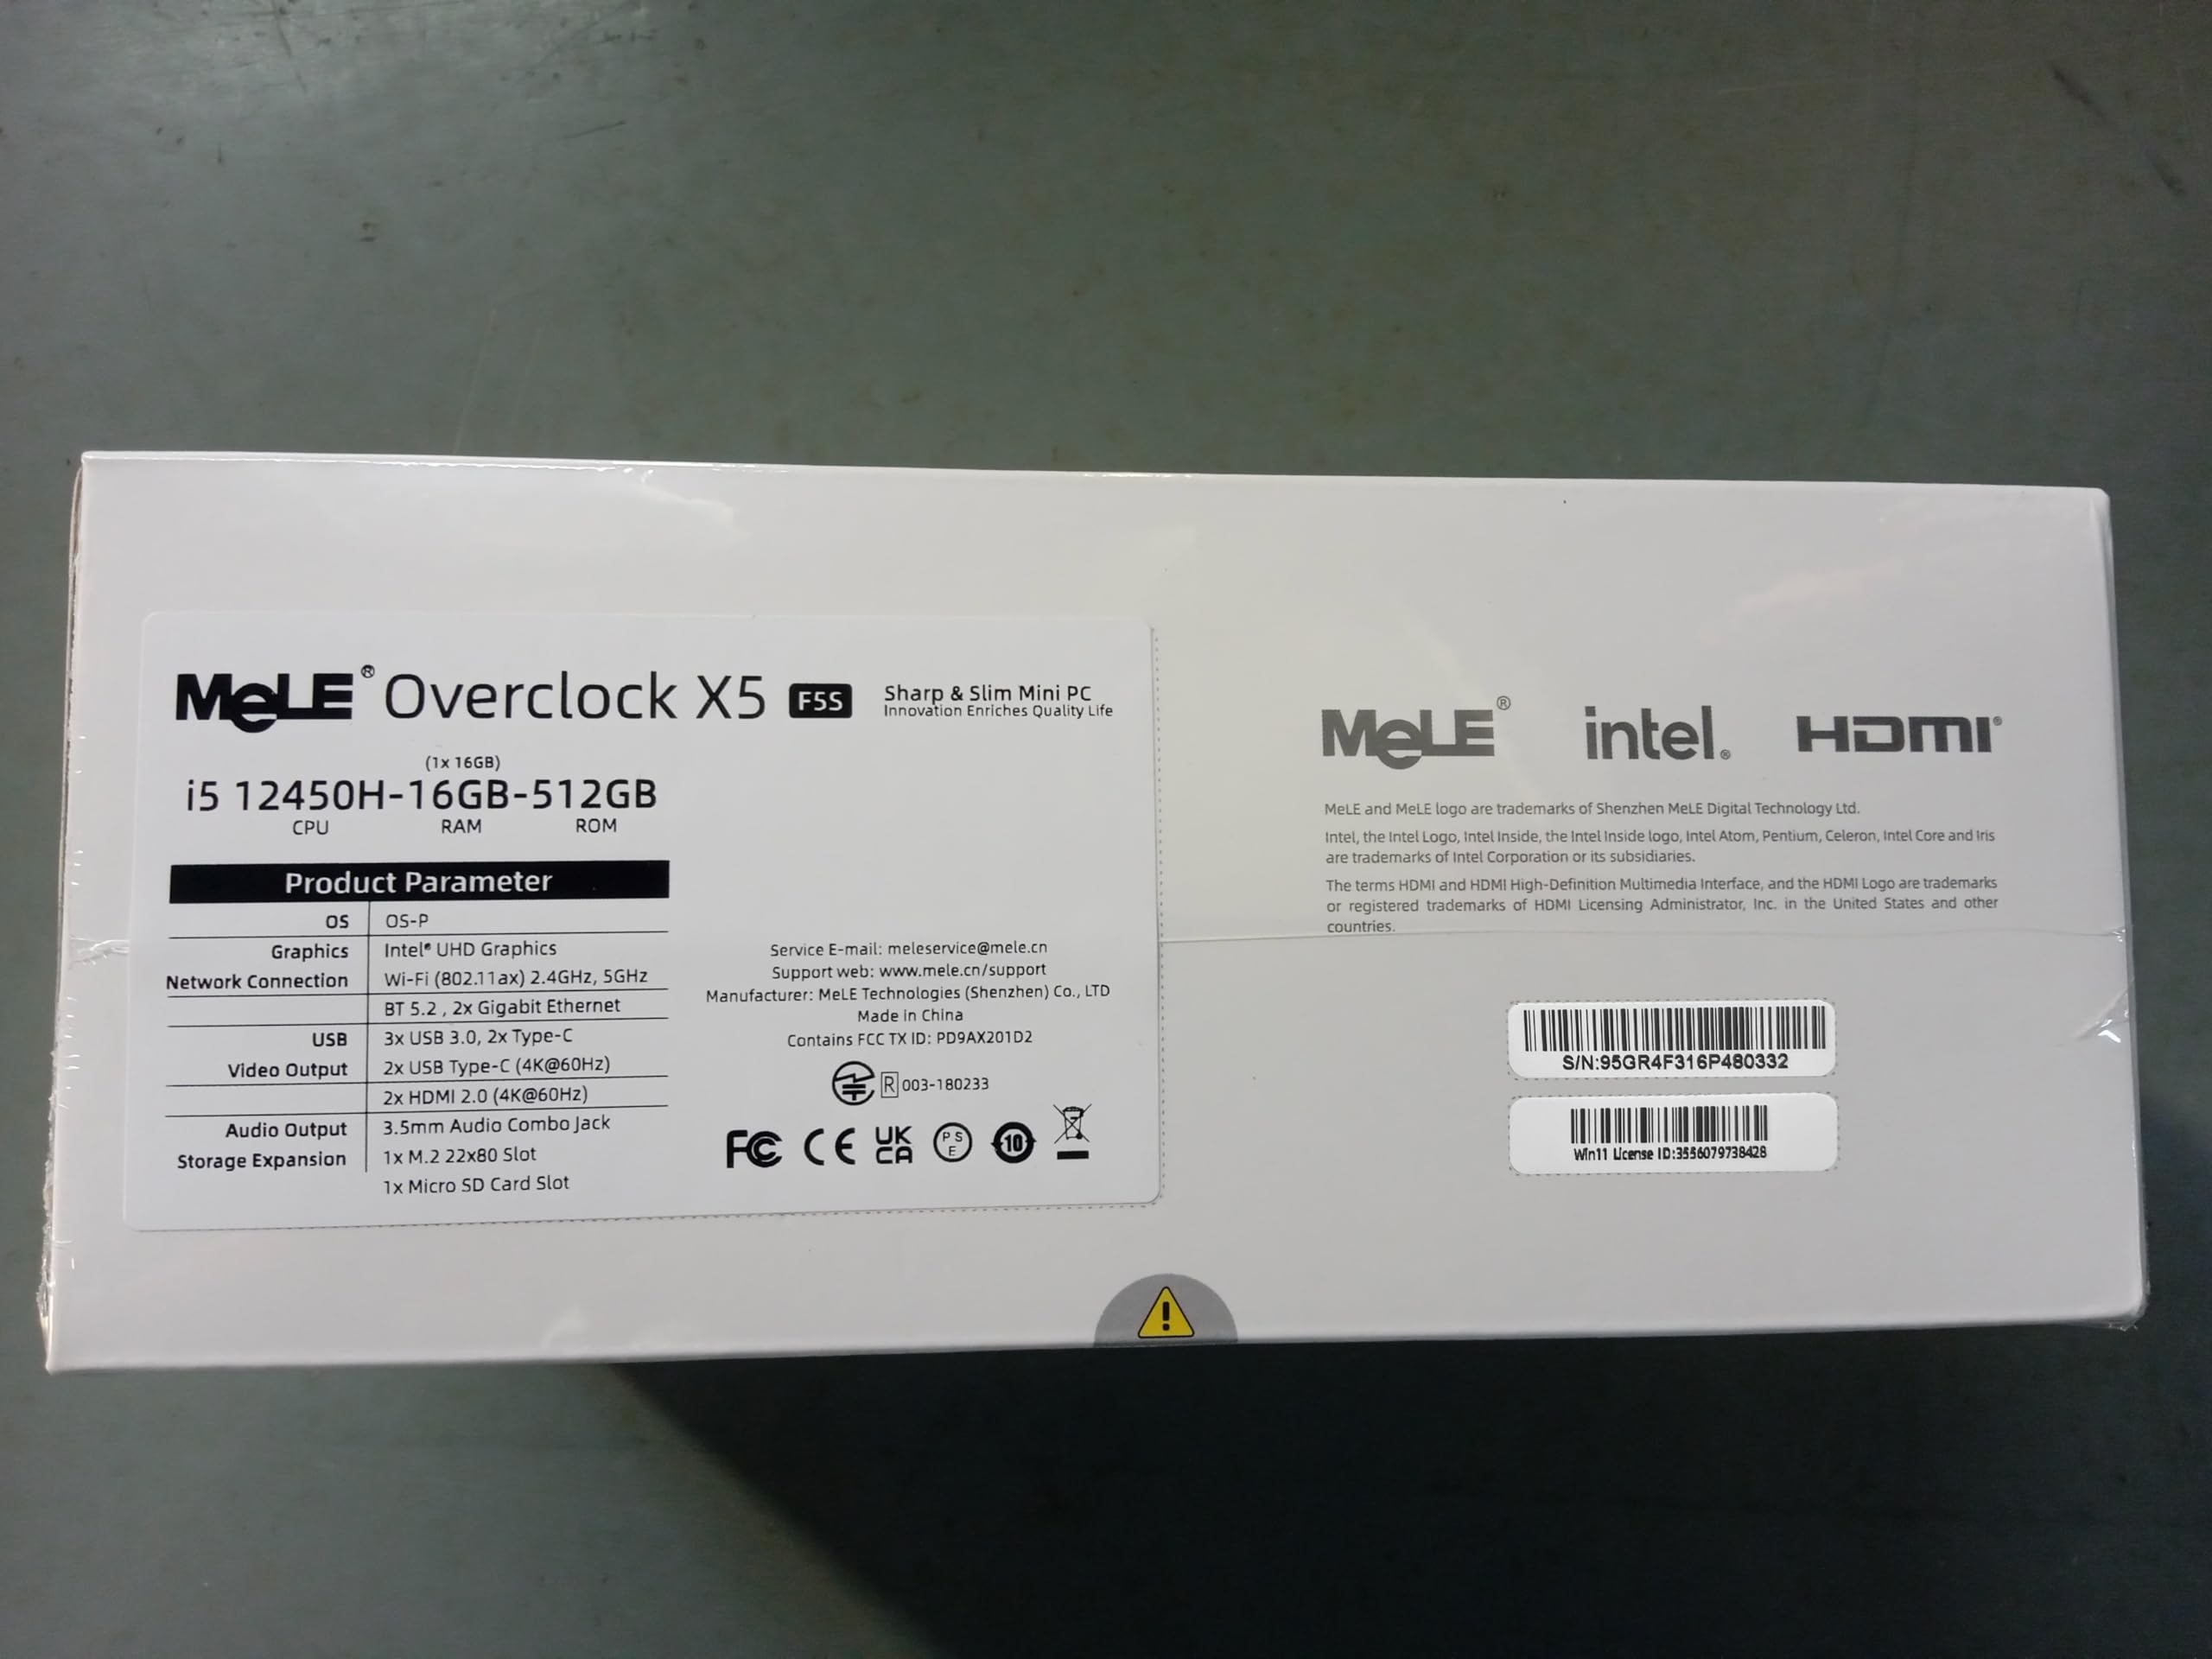 MeLE® Overclock X5 F5S
Sharp & Slim Mini PC
Innovation Enriches Quality Life
(1x 16GB)
i5 12450H-16GB-512GB
CPU RAM ROM
Product Parameter
OS OS-P
Graphics Intel® UHD Graphics
Network Connection Wi-Fi (802.11ax) 2.4GHz, 5GHz
BT 5.2 , 2x Gigabit Ethernet
USB 3x USB 3.0, 2x Type-C
Video Output 2x USB Type-C (4K@60Hz)
2x HDMI 2.0 (4K@60Hz)
Audio Output 3.5mm Audio Combo Jack
Storage Expansion 1x M.2 22x80 Slot
1x Micro SD Card Slot
Service E-mail: meleservice@mele.cn
Support web: www.mele.cn/support
Manufacturer: MeLE Technologies (Shenzhen) Co., LTD
Made in China
Contains FCC TX ID: PD9AX201D2
R 003-180233
FC CE UK
CA
PS
E
10
MeLE® intel® HDMI®
MeLE and MeLE logo are trademarks of Shenzhen MeLE Digital Technology Ltd.
Intel, the Intel Logo, Intel Inside, the Intel Inside logo, Intel Atom, Pentium, Celeron, Intel Core and Iris
are trademarks of Intel Corporation or its subsidiaries.
The terms HDMI and HDMI High-Definition Multimedia Interface, and the HDMI Logo are trademarks
or registered trademarks of HDMI Licensing Administrator, Inc. in the United States and other
countries.
S/N:95GR4F316P480332
Win11 License ID:3556079738428
!